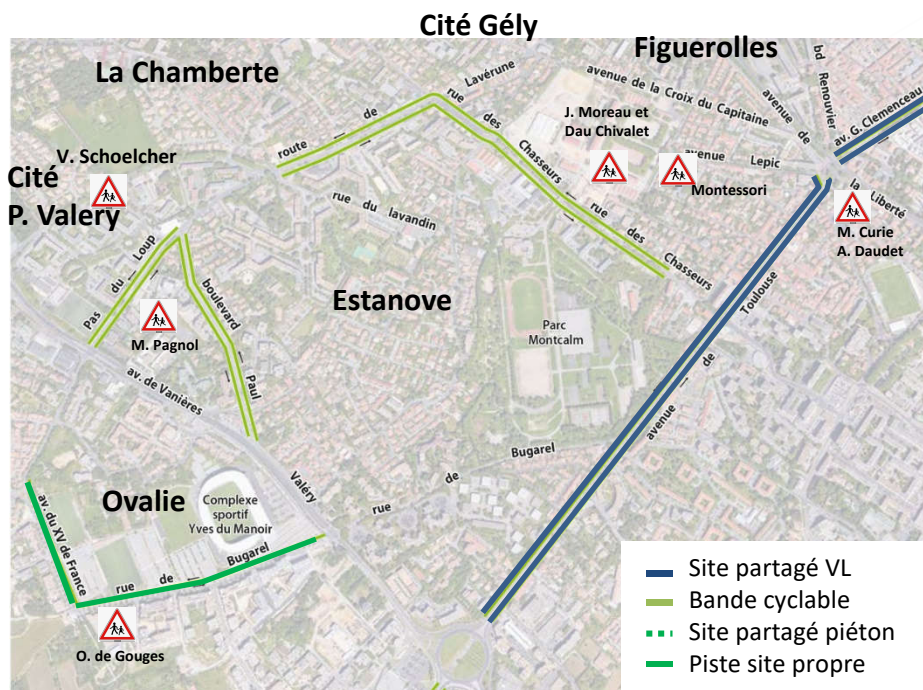 Cité Gély
Figuerolles
La Chamberte
bd Renouvier
avenue de la Croix du Capitaine
avenue de
la Liberté
av. G. Clemenceau
route de Lavérune
rue des Chasseurs
rue des Chasseurs
J. Moreau et
Dau Chivalet
avenue Lepic
Montessori
V. Schoelcher
Cité
P. Valery
rue du lavandin
M. Curie
A. Daudet
Pas du Loup
boulevard Paul Valéry
Estanove
avenue de Toulouse
Parc
Montcalm
M. Pagnol
av. de Vanières
rue de Bugarel
Ovalie
Complexe
sportif
Yves du Manoir
av. du XV de France
rue de Bugarel
O. de Gouges
Site partagé VL
Bande cyclable
Site partagé piéton
Piste site propre